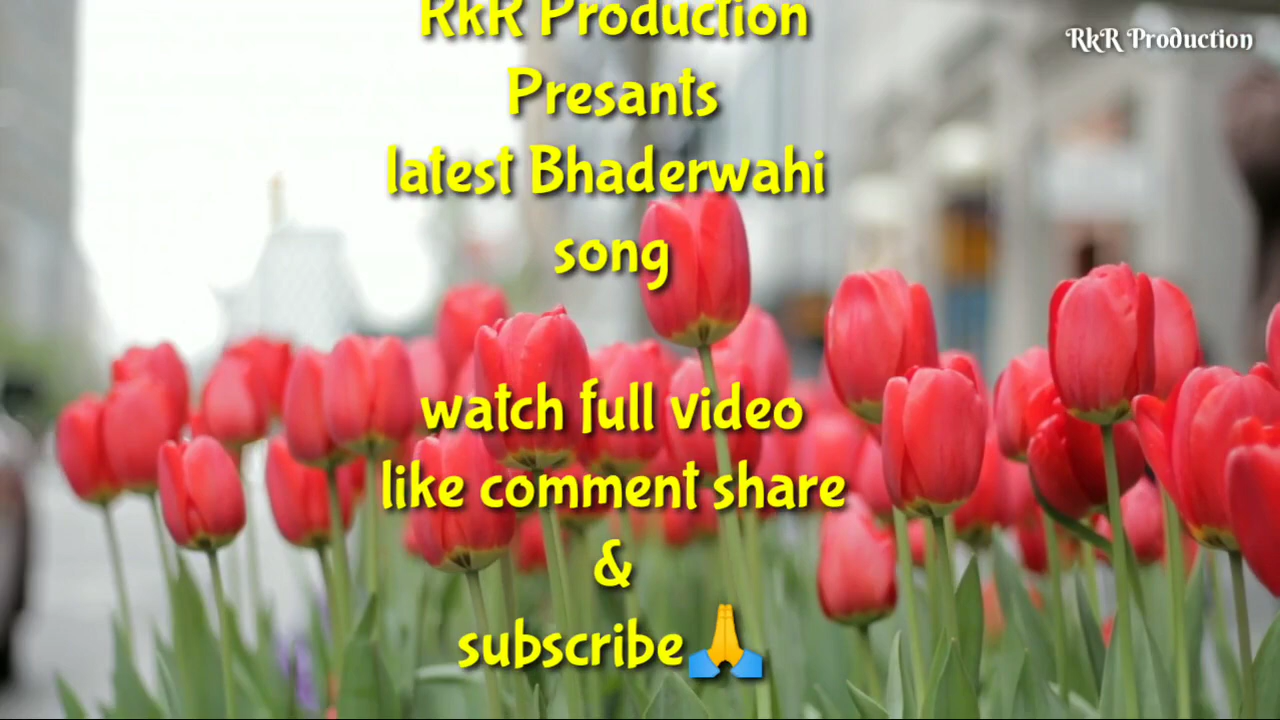 RkR Production
RkR Production
Presants
latest Bhaderwahi
song
watch full video
like comment share
&
subscribe🙏